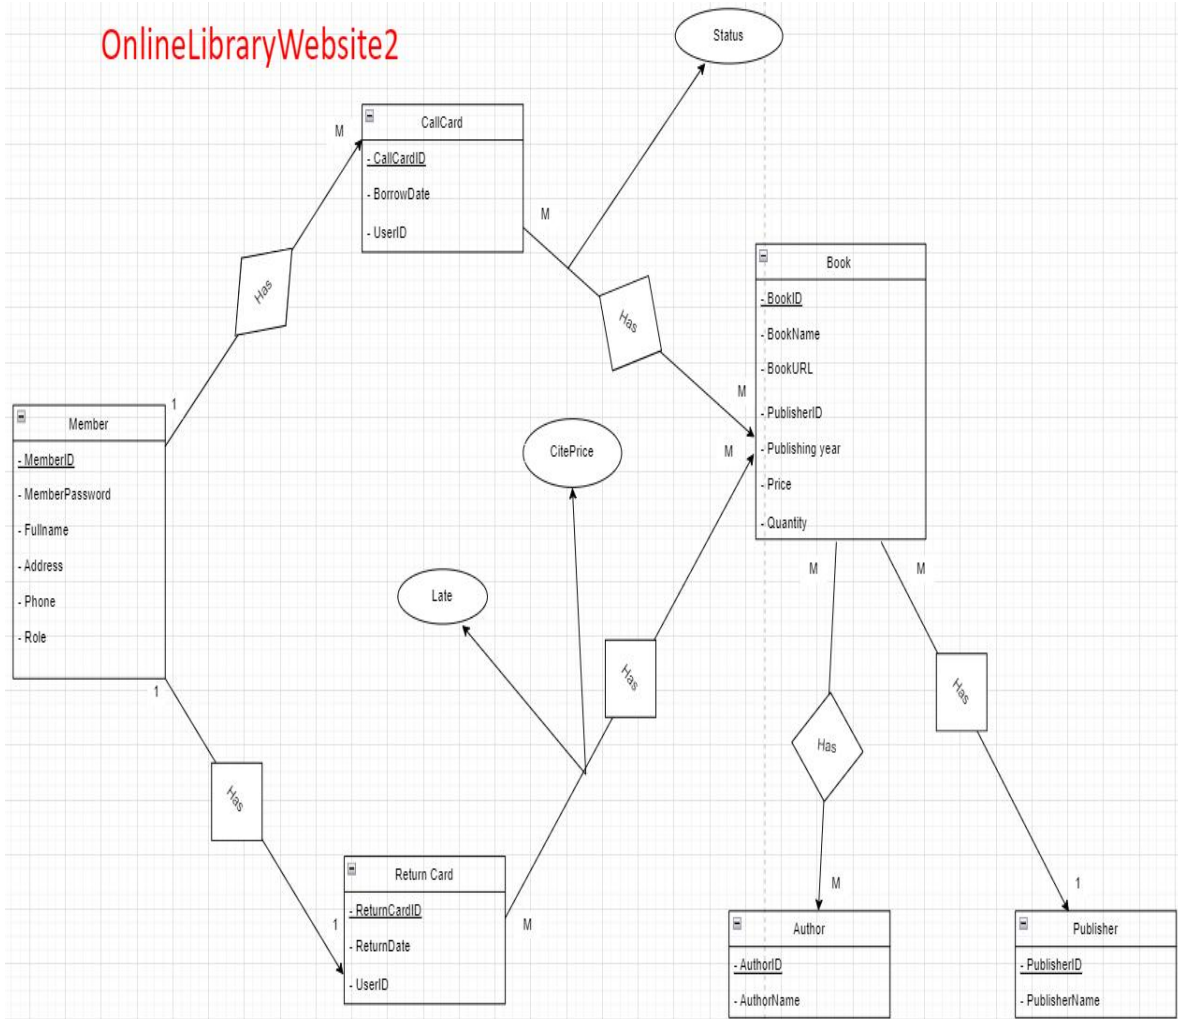 OnlineLibraryWebsite2
Status
CallCard
- CallCardID
- BorrowDate
- UserID
M
M
Has
Has
Book
- BookID
- BookName
- BookURL
- PublisherID
- Publishing year
- Price
- Quantity
M
M
1
Member
- MemberID
- MemberPassword
- Fullname
- Address
- Phone
- Role
1
CitePrice
Late
Has
Has
M
M
Has
Has
Return Card
- ReturnCardID
- ReturnDate
- UserID
1
M
M
1
Author
- AuthorID
- AuthorName
Publisher
- PublisherID
- PublisherName